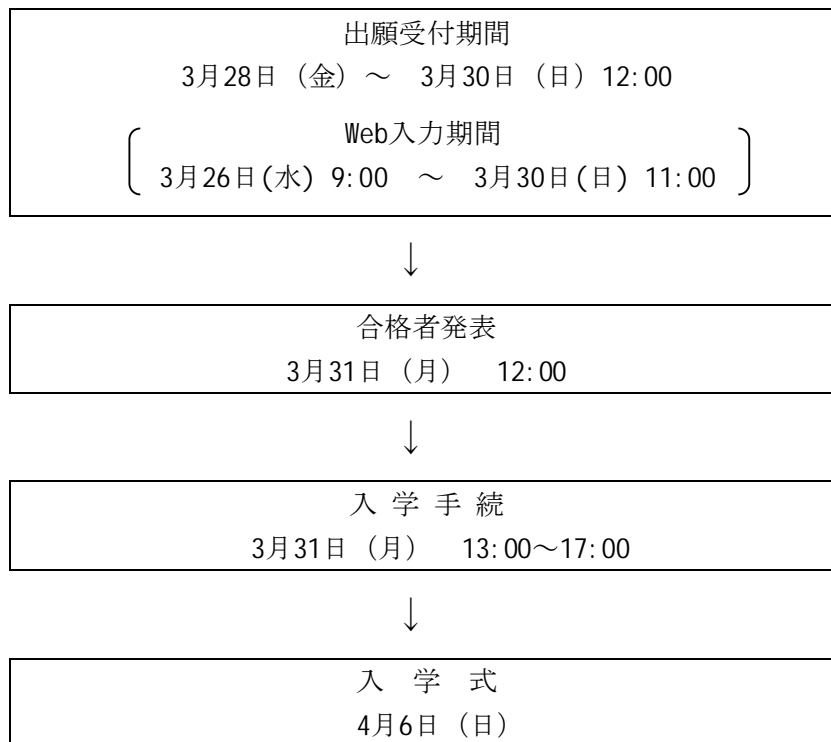 出願受付期間
3月28日（金）～　3月30日（日）12:00
Web入力期間
3月26日(水) 9:00　～　3月30日(日) 11:00
↓
合格者発表
3月31日（月）　12:00
↓
入 学 手 続
3月31日（月）　13:00～17:00
↓
入　学　式
4月6日（日）